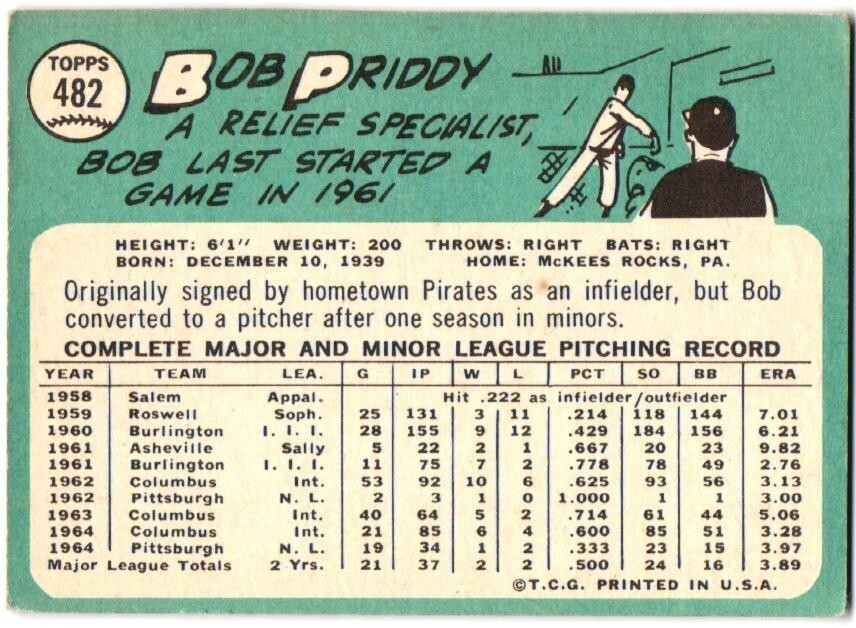 TOPPS
482
BOB PRIDDY
A RELIEF SPECIALIST,
BOB LAST STARTED A
GAME IN 1961
HEIGHT: 6'1" WEIGHT: 200 THROWS: RIGHT BATS: RIGHT
BORN: DECEMBER 10, 1939 HOME: McKEES ROCKS, PA.
Originally signed by hometown Pirates as an infielder, but Bob
converted to a pitcher after one season in minors.
COMPLETE MAJOR AND MINOR LEAGUE PITCHING RECORD
YEAR TEAM LEA. G IP W L PCT SO BB ERA
1958 Salem Appal. Hit .222 as infielder/outfielder
1959 Roswell Soph. 25 131 3 11 .214 118 144 7.01
1960 Burlington I. I. I. 28 155 9 12 .429 184 156 6.21
1961 Asheville Sally 5 22 2 1 .667 20 23 9.82
1961 Burlington I. I. I. 11 75 7 2 .778 78 49 2.76
1962 Columbus Int. 53 92 10 6 .625 93 56 3.13
1962 Pittsburgh N. L. 2 3 1 0 1.000 1 1 3.00
1963 Columbus Int. 40 64 5 2 .714 61 44 5.06
1964 Columbus Int. 21 85 6 4 .600 85 51 3.28
1964 Pittsburgh N. L. 19 34 1 2 .333 23 15 3.97
Major League Totals 2 Yrs. 21 37 2 2 .500 24 16 3.89
©T.C.G. PRINTED IN U.S.A.